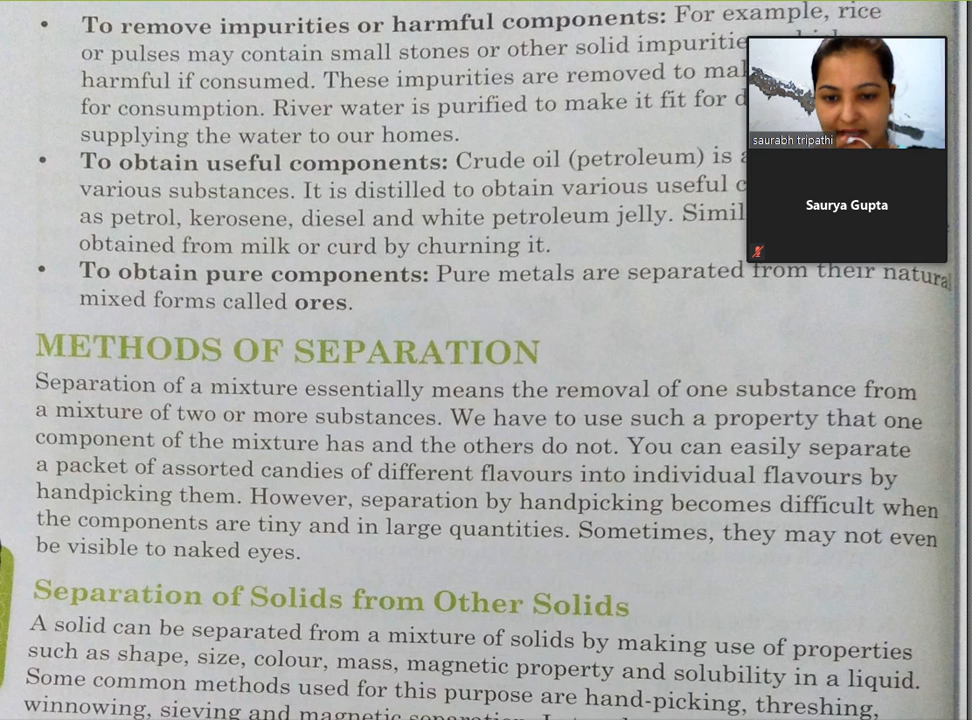 • To remove impurities or harmful components: For example, rice
or pulses may contain small stones or other solid impurities
harmful if consumed. These impurities are removed to
for consumption. River water is purified to make it fit for
supplying the water to our homes.
• To obtain useful components: Crude oil (petroleum) is
various substances. It is distilled to obtain various useful
as petrol, kerosene, diesel and white petroleum jelly.
obtained from milk or curd by churning it.
• To obtain pure components: Pure metals are separated from their natural
mixed forms called ores.
METHODS OF SEPARATION
Separation of a mixture essentially means the removal of one substance from
a mixture of two or more substances. We have to use such a property that one
component of the mixture has and the others do not. You can easily separate
a packet of assorted candies of different flavours into individual flavours by
handpicking them. However, separation by handpicking becomes difficult when
the components are tiny and in large quantities. Sometimes, they may not even
be visible to naked eyes.
Separation of Solids from Other Solids
A solid can be separated from a mixture of solids by making use of properties
such as shape, size, colour, mass, magnetic property and solubility in a liquid.
Some common methods used for this purpose are hand-picking, threshing,
winnowing, sieving and magnetic separation.
saurabh tripathi
Saurya Gupta